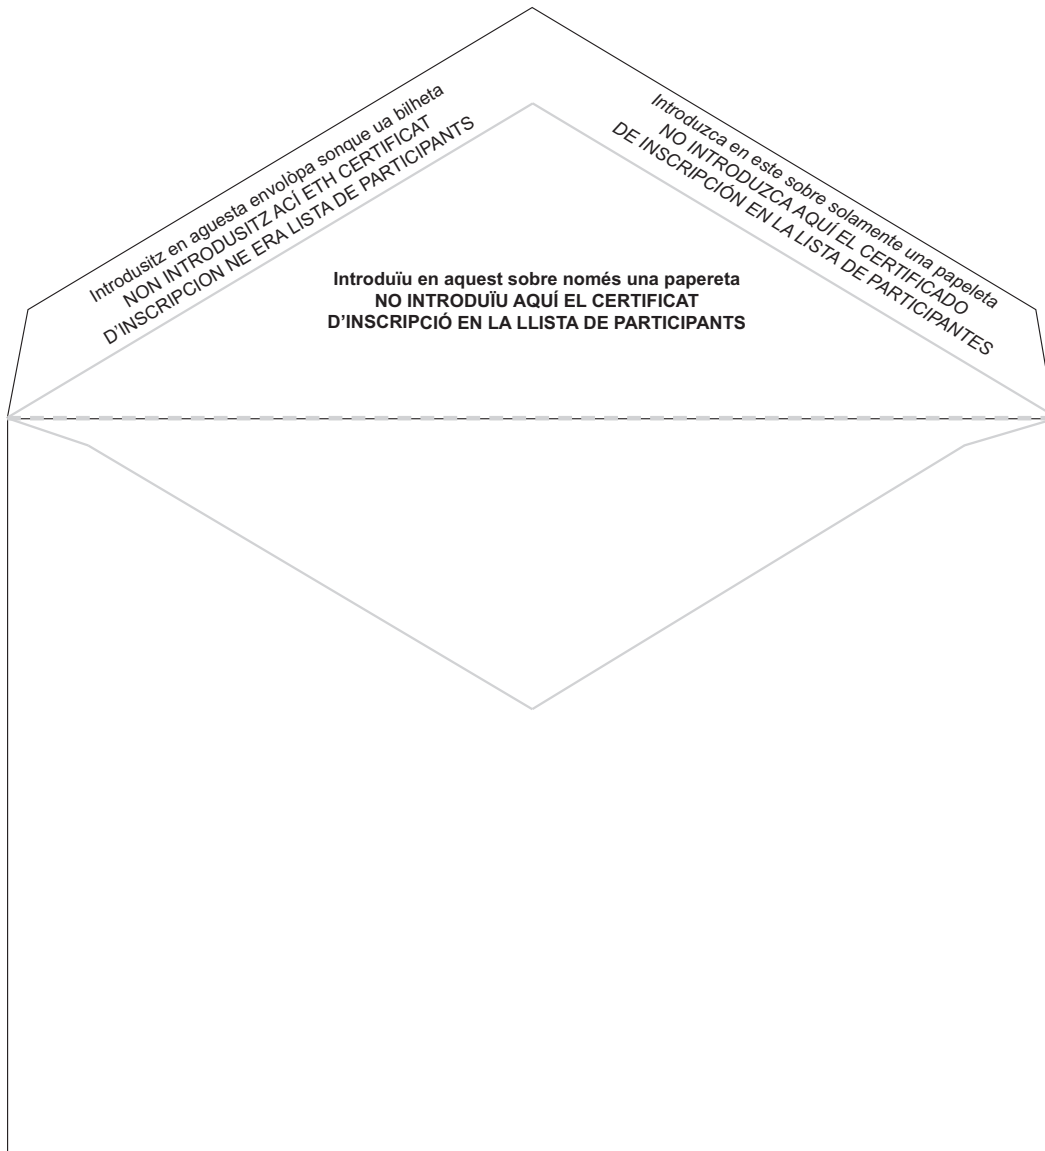 Introdusitz en aguesta envolòpa sonque ua bilheta
NON INTRODUSITZ ACÍ ETH CERTIFICAT
D'INSCRIPCION NE ERA LISTA DE PARTICIPANTS
Introduïu en aquest sobre només una papereta
NO INTRODUÏU AQUÍ EL CERTIFICAT
D'INSCRIPCIÓ EN LA LLISTA DE PARTICIPANTS
Introduzca en este sobre solamente una papeleta
NO INTRODUZCA AQUÍ EL CERTIFICADO
DE INSCRIPCIÓN EN LA LISTA DE PARTICIPANTES